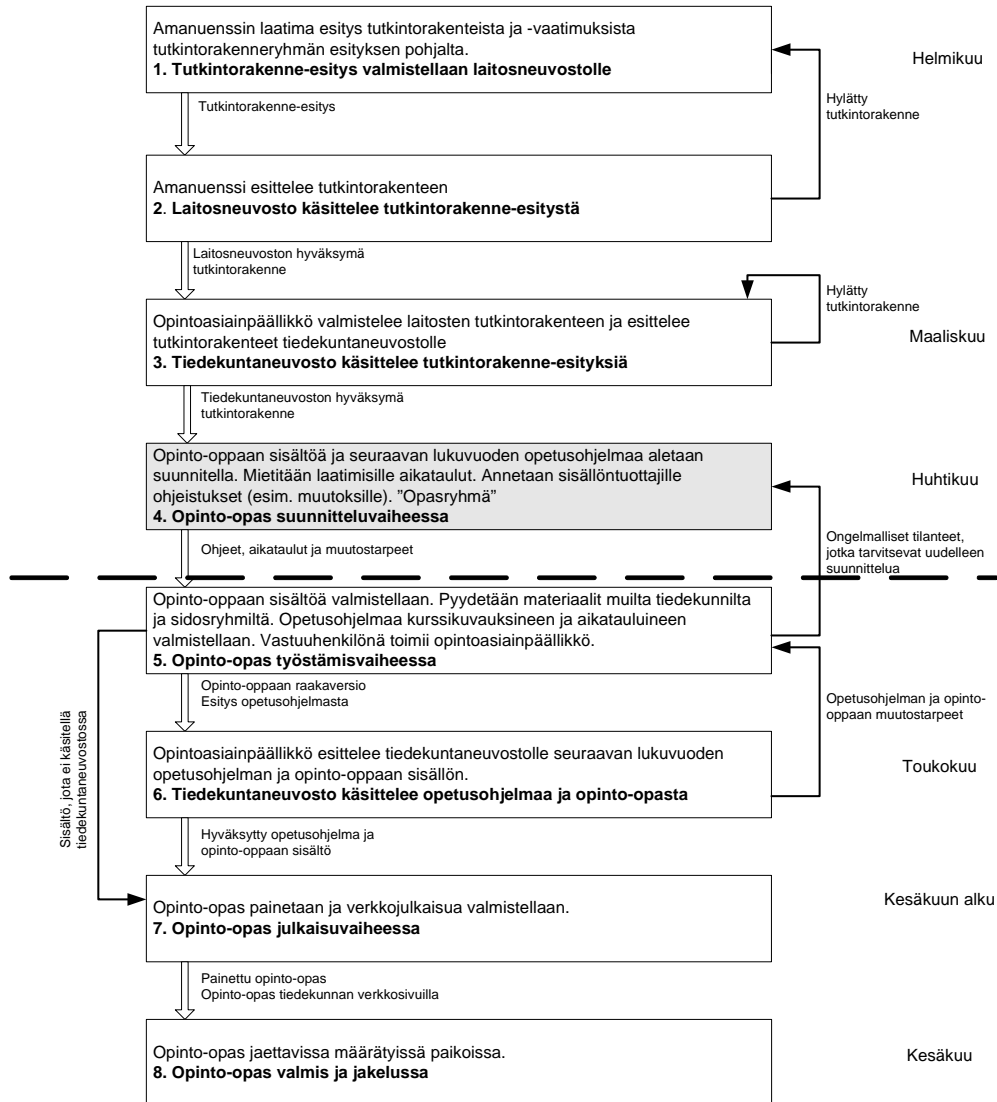 Amanuenssin laatima esitys tutkintorakenteista ja -vaatimuksista
tutkintorakenneryhmän esityksen pohjalta.
1. Tutkintorakenne-esitys valmistellaan laitosneuvostolle
Helmikuu
Tutkintorakenne-esitys
Hylätty
tutkintorakenne
Amanuenssi esittelee tutkintorakenteen
2. Laitosneuvosto käsittelee tutkintorakenne-esitystä
Laitosneuvoston hyväksymä
tutkintorakenne
Hylätty
tutkintorakenne
Opintoasiainpäällikkö valmistelee laitosten tutkintorakenteen ja esittelee
tutkintorakenteet tiedekuntaneuvostolle
3. Tiedekuntaneuvosto käsittelee tutkintorakenne-esityksiä
Maaliskuu
Tiedekuntaneuvoston hyväksymä
tutkintorakenne
Opinto-oppaan sisältöä ja seuraavan lukuvuoden opetusohjelmaa aletaan
suunnitella. Mietitään laatimisille aikataulut. Annetaan sisällöntuottajille
ohjeistukset (esim. muutoksille). ”Opasryhmä”
4. Opinto-opas suunnitteluvaiheessa
Huhtikuu
Ohjeet, aikataulut ja muutostarpeet
Ongelmalliset tilanteet,
jotka tarvitsevat uudelleen
suunnittelua
Opinto-oppaan sisältöä valmistellaan. Pyydetään materiaalit muilta tiedekunnilta
ja sidosryhmiltä. Opetusohjelmaa kurssikuvauksineen ja aikatauluineen
valmistellaan. Vastuuhenkilönä toimii opintoasiainpäällikkö.
5. Opinto-opas työstämisvaiheessa
Opinto-oppaan raakaversio
Esitys opetusohjelmasta
Opetusohjelman ja opinto-
oppaan muutostarpeet
Sisältö, jota ei käsitellä
tiedekuntaneuvostossa
Opintoasiainpäällikkö esittelee tiedekuntaneuvostolle seuraavan lukuvuoden
opetusohjelman ja opinto-oppaan sisällön.
6. Tiedekuntaneuvosto käsittelee opetusohjelmaa ja opinto-opasta
Toukokuu
Hyväksytty opetusohjelma ja
opinto-oppaan sisältö
Opinto-opas painetaan ja verkkojulkaisua valmistellaan.
7. Opinto-opas julkaisuvaiheessa
Kesäkuun alku
Painettu opinto-opas
Opinto-opas tiedekunnan verkkosivuilla
Opinto-opas jaettavissa määrätyissä paikoissa.
8. Opinto-opas valmis ja jakelussa
Kesäkuu